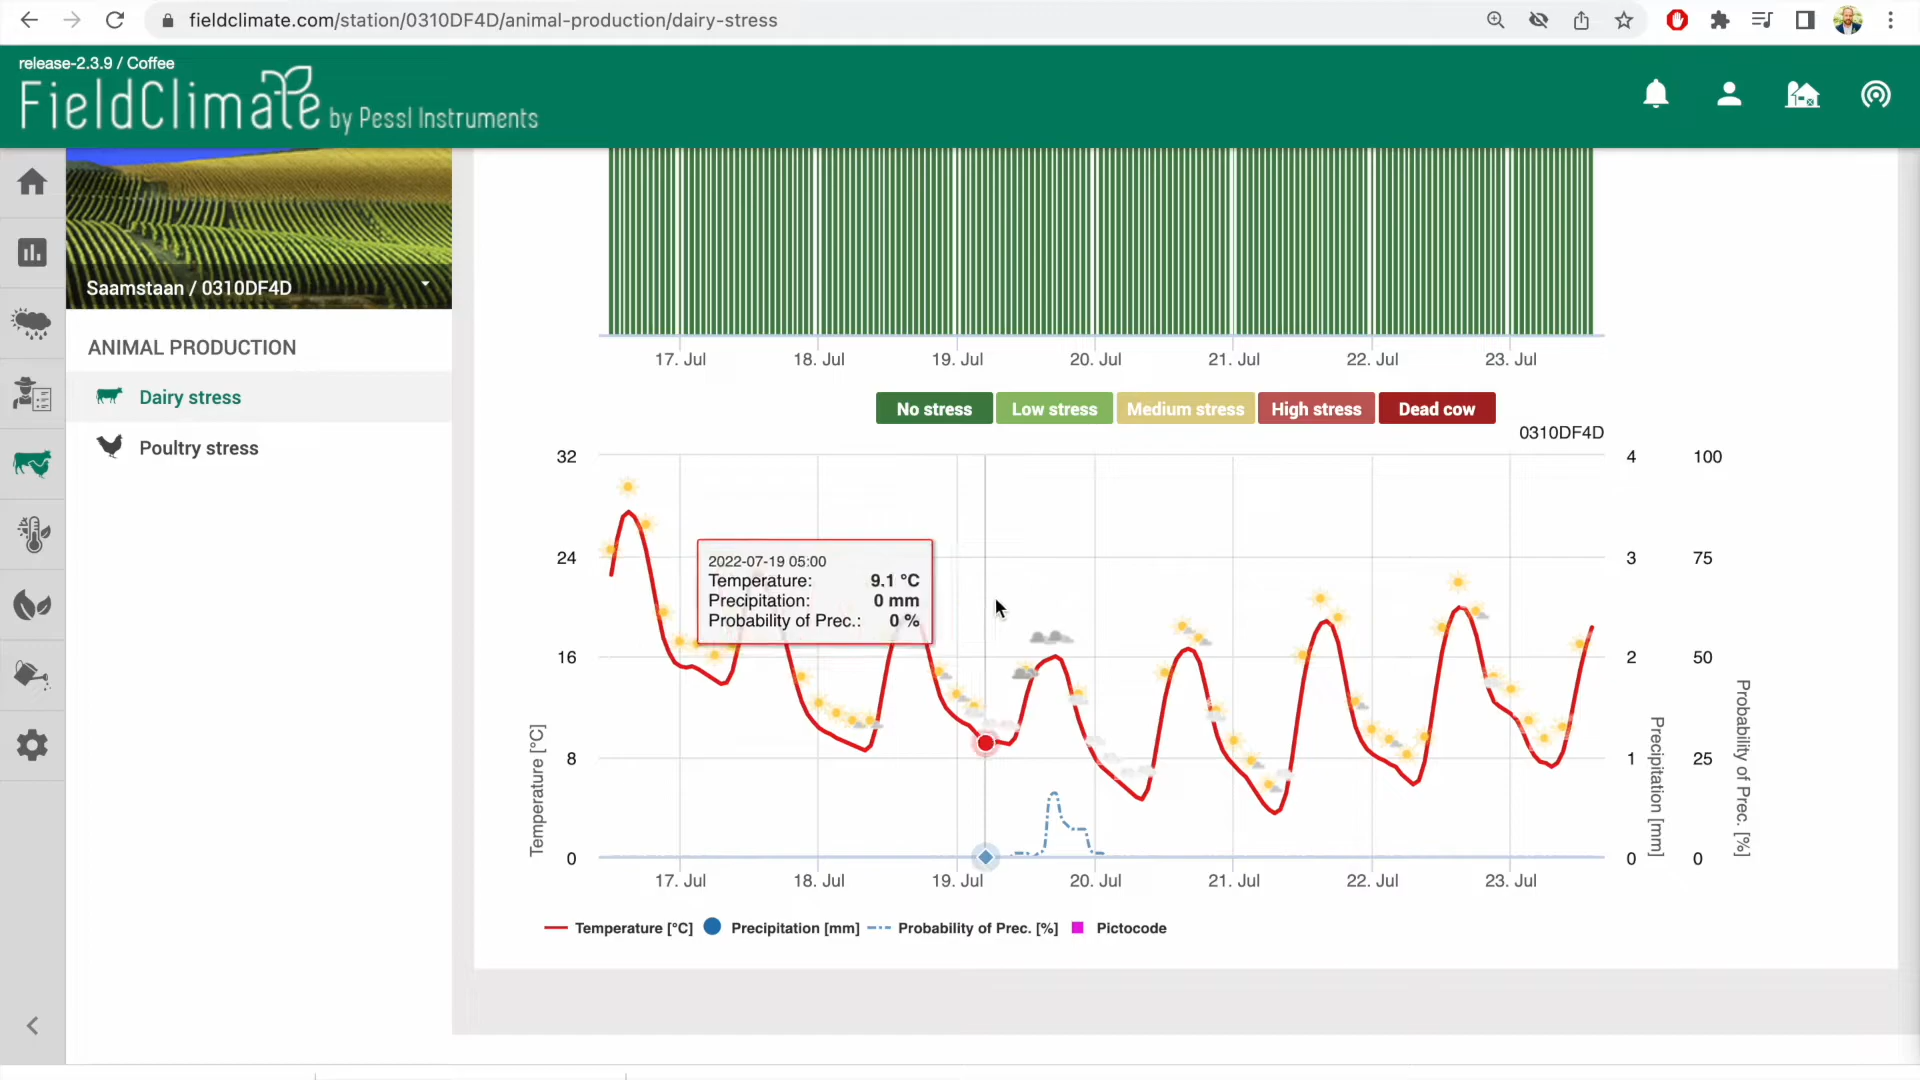 fieldclimate.com/station/0310DF4D/animal-production/dairy-stress
release-2.3.9 / Coffee
FieldClimate by Pessl Instruments
Saamstaan / 0310DF4D
ANIMAL PRODUCTION
Dairy stress
Poultry stress
17. Jul 18. Jul 19. Jul 20. Jul 21. Jul 22. Jul 23. Jul
No stress Low stress Medium stress High stress Dead cow
0310DF4D
32 4 100
24 3 75
16 2 50
8 1 25
0 0 0
Temperature [°C]
Precipitation [mm]
Probability of Prec. [%]
2022-07-19 05:00
Temperature: 9.1 °C
Precipitation: 0 mm
Probability of Prec.: 0 %
17. Jul 18. Jul 19. Jul 20. Jul 21. Jul 22. Jul 23. Jul
Temperature [°C] Precipitation [mm] Probability of Prec. [%] Pictocode